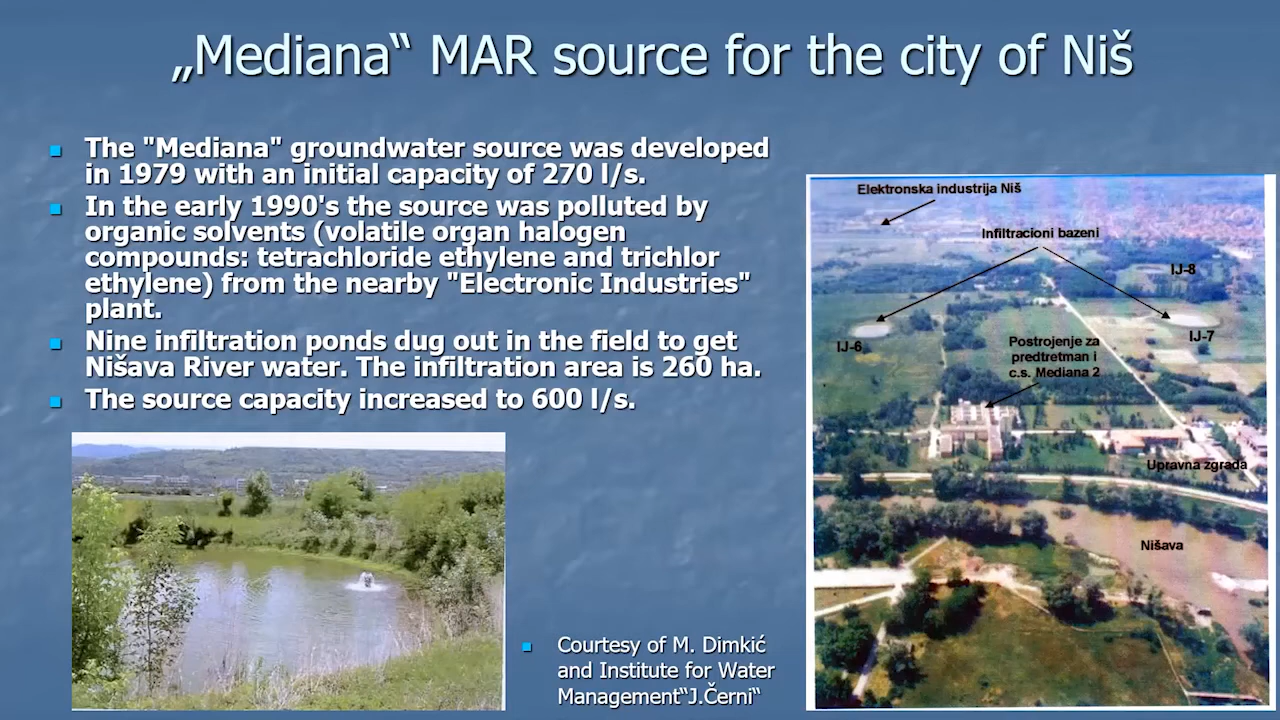 „Mediana“ MAR source for the city of Niš
The "Mediana" groundwater source was developed
in 1979 with an initial capacity of 270 l/s.
In the early 1990's the source was polluted by
organic solvents (volatile organ halogen
compounds: tetrachloride ethylene and trichlor
ethylene) from the nearby "Electronic Industries"
plant.
Nine infiltration ponds dug out in the field to get
Nišava River water. The infiltration area is 260 ha.
The source capacity increased to 600 l/s.
Elektronska industrija Niš
Infiltracioni bazeni
IJ-8
IJ-6
IJ-7
Postrojenje za
predtretman i
c.s. Mediana 2
Upravna zgrada
Nišava
Courtesy of M. Dimkić
and Institute for Water
Management“J.Černi“